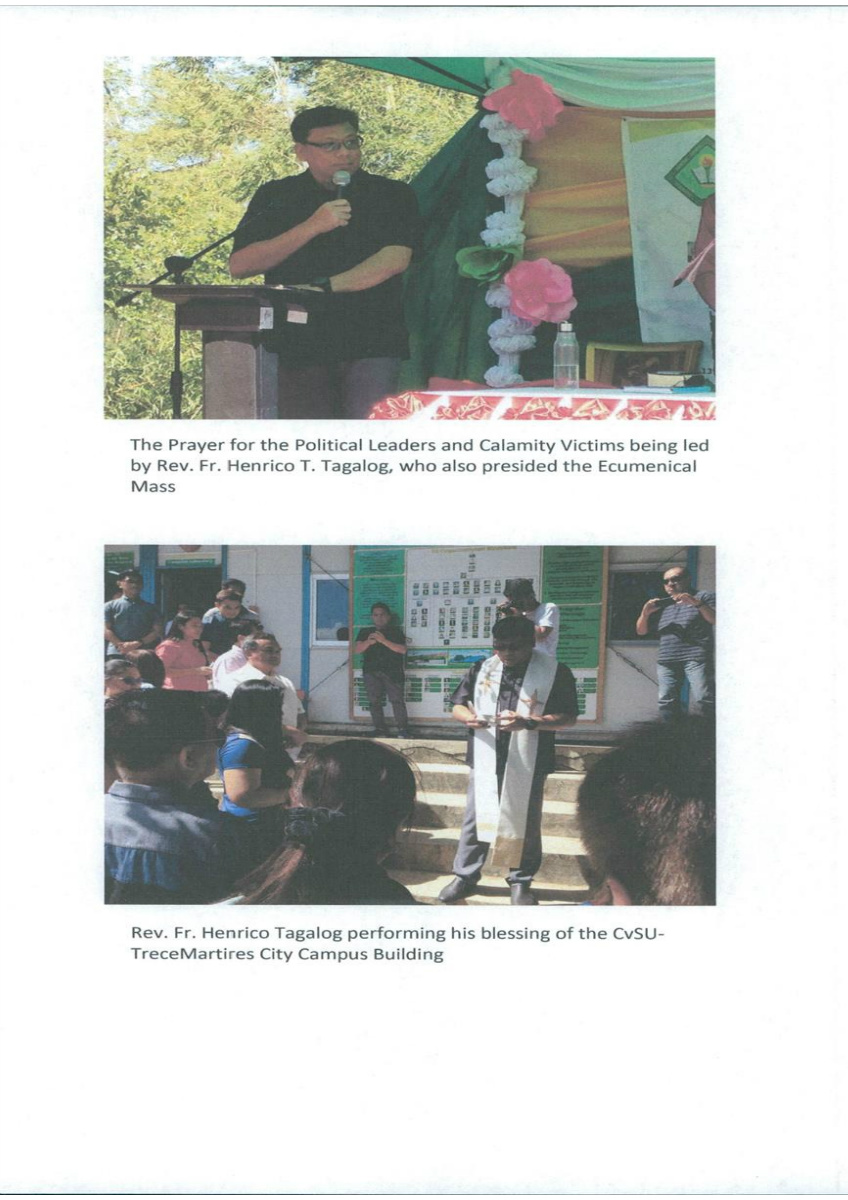 The Prayer for the Political Leaders and Calamity Victims being led
by Rev. Fr. Henrico T. Tagalog, who also presided the Ecumenical
Mass
Rev. Fr. Henrico Tagalog performing his blessing of the CvSU-
TreceMartires City Campus Building